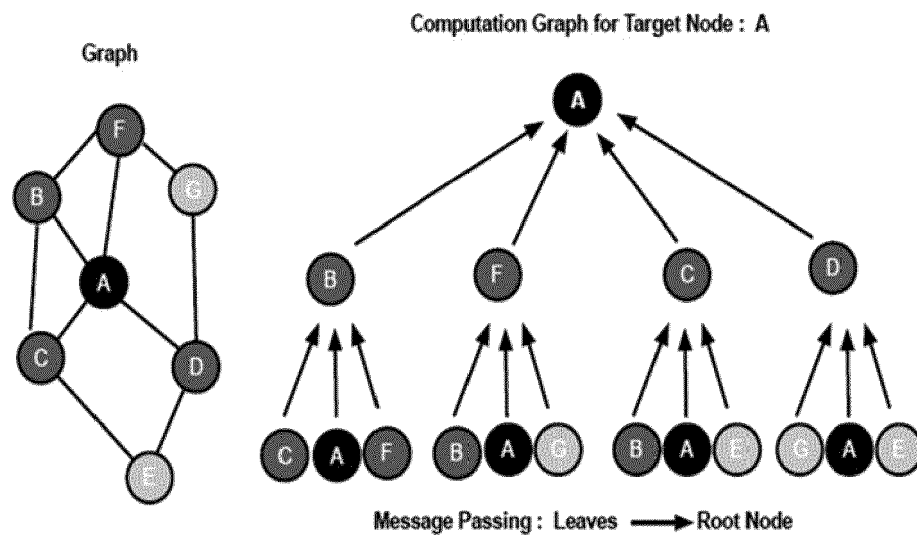 Computation Graph for Target Node : A
Graph
A
F
B
G
A
B
F
C
D
C
D
C A F
B A G
B A E
G A E
E
Message Passing : Leaves → Root Node